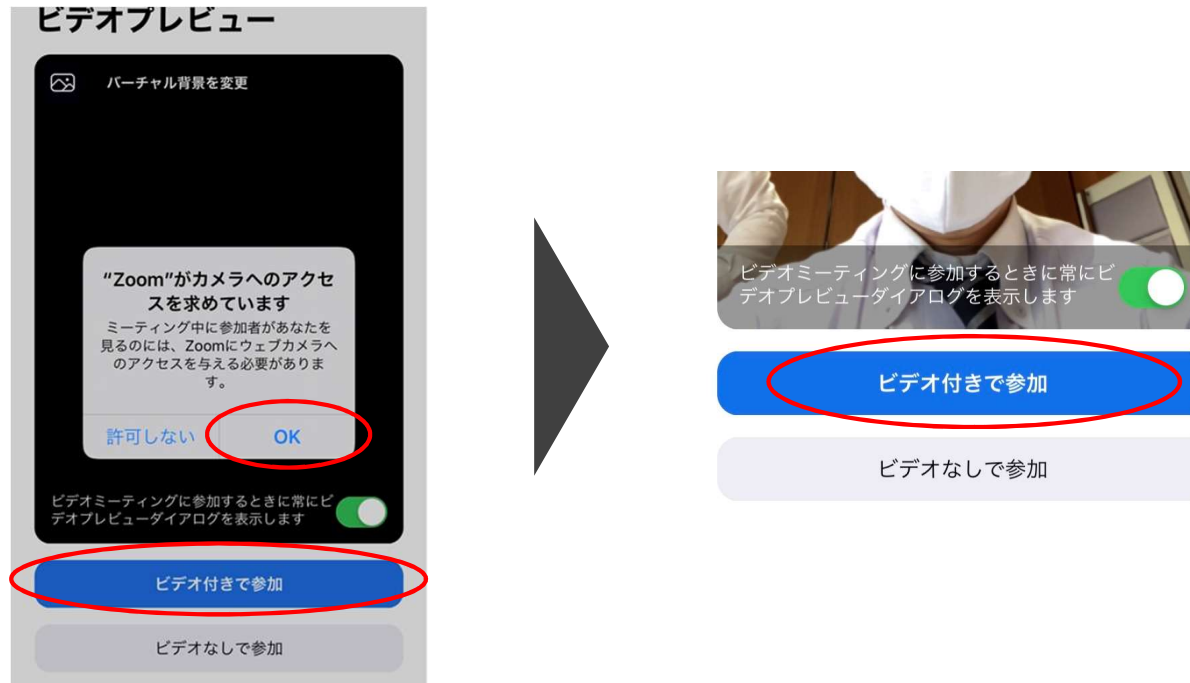 ビデオプレビュー
バーチャル背景を変更
“Zoom”がカメラへのアクセ
スを求めています
ミーティング中に参加者があなたを
見るのには、Zoomにウェブカメラへ
のアクセスを与える必要がありま
す。
許可しない
OK
ビデオミーティングに参加するときに常にビ
デオプレビューダイアログを表示します
ビデオ付きで参加
ビデオなしで参加
ビデオミーティングに参加するときに常にビ
デオプレビューダイアログを表示します
ビデオ付きで参加
ビデオなしで参加